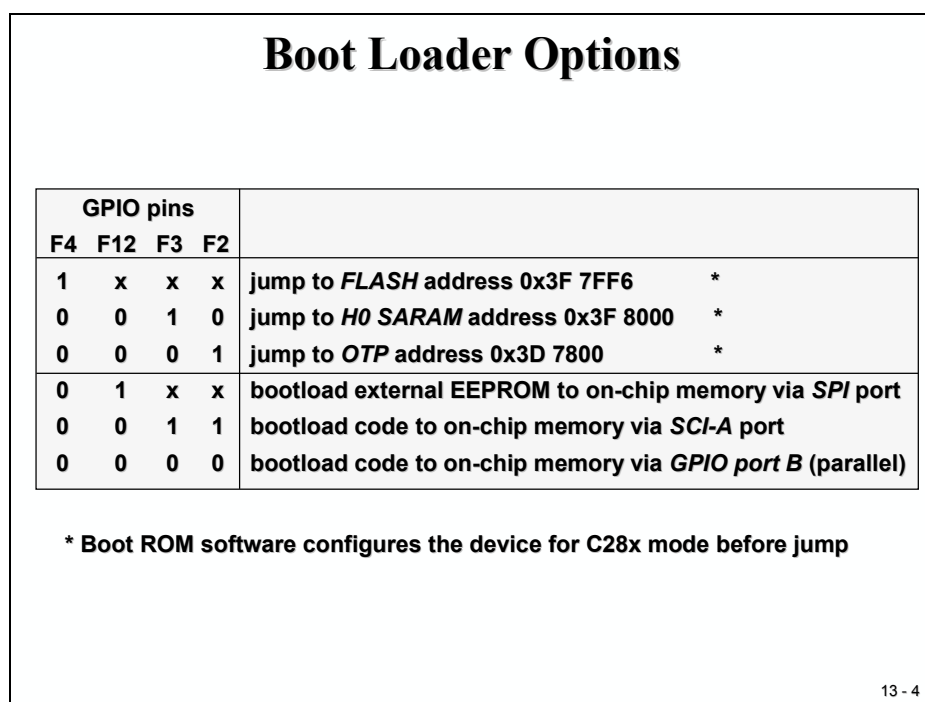 Boot Loader Options
GPIO pins
F4 F12 F3 F2
1 x x x jump to FLASH address 0x3F 7FF6 *
0 0 1 0 jump to H0 SARAM address 0x3F 8000 *
0 0 0 1 jump to OTP address 0x3D 7800 *
0 1 x x bootload external EEPROM to on-chip memory via SPI port
0 0 1 1 bootload code to on-chip memory via SCI-A port
0 0 0 0 bootload code to on-chip memory via GPIO port B (parallel)
* Boot ROM software configures the device for C28x mode before jump
13 - 4